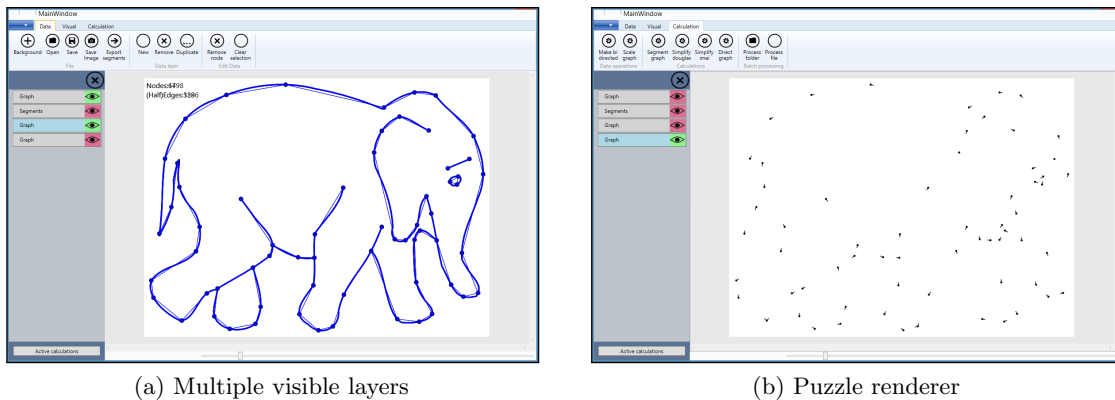 MainWindow
Data Visual Calculation
Background Open Save Save Image Export segments New Remove Duplicate Remove node Clear selection
File Data item Edit Data
Graph
Segments
Graph
Graph
Active calculations
(a) Multiple visible layers
MainWindow
Data Visual Calculation
Make bi directed Scale graph Segment graph Simplify douglas Simplify imai Direct graph Process folder Process file
Data operations Calculations Batch processing
Graph
Segments
Graph
Graph
Active calculations
(b) Puzzle renderer